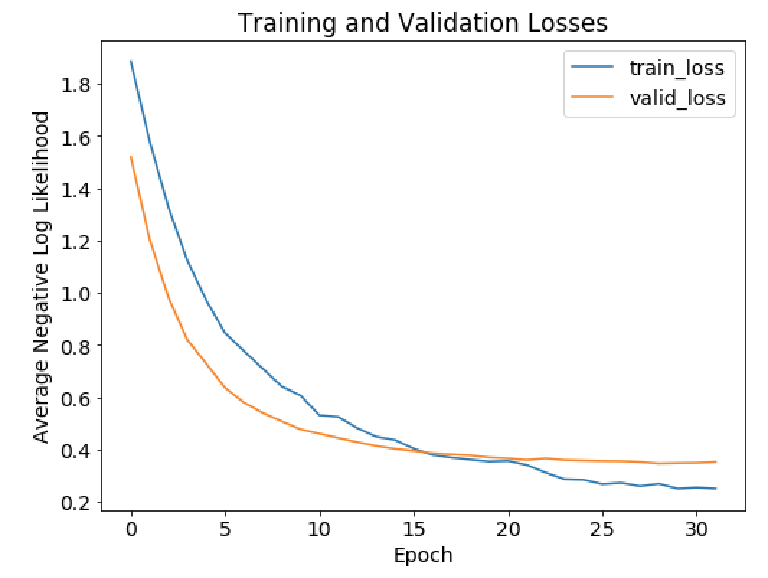 Training and Validation Losses
train_loss
valid_loss
Average Negative Log Likelihood
1.8
1.6
1.4
1.2
1.0
0.8
0.6
0.4
0.2
0 5 10 15 20 25 30
Epoch